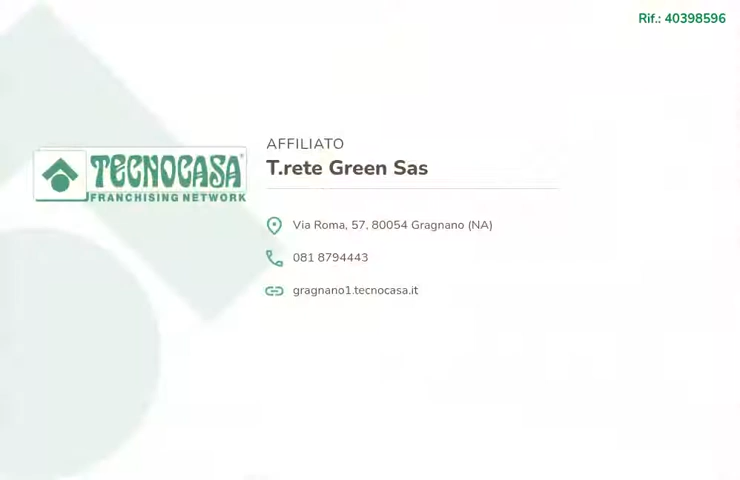 Rif.: 40398596
AFFILIATO
T.rete Green Sas
TECNOCASA
FRANCHISING NETWORK
Via Roma, 57, 80054 Gragnano (NA)
081 8794443
gragnano1.tecnocasa.it